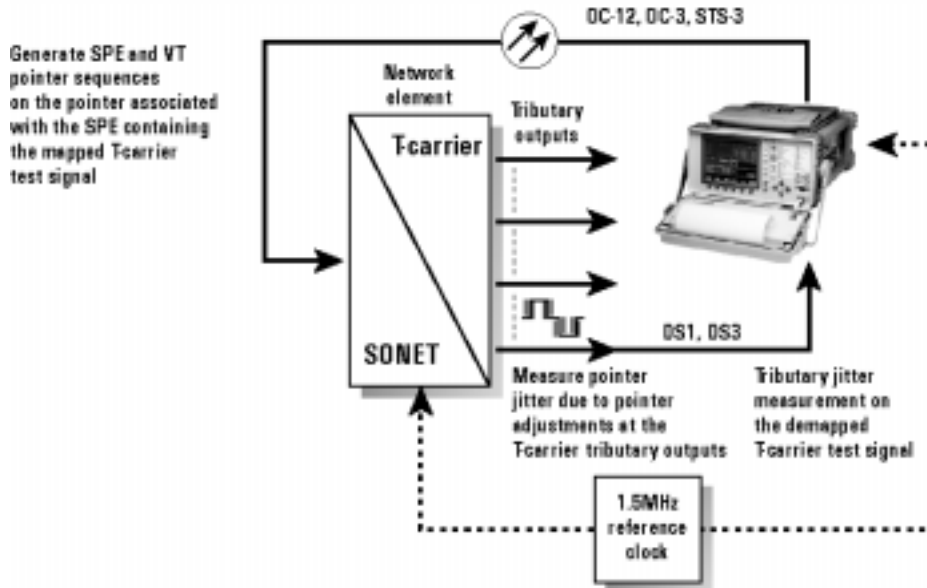 OC-12, OC-3, STS-3
Generate SPE and VT
pointer sequences
on the pointer associated
with the SPE containing
the mapped T-carrier
test signal
Network
element
T-carrier
SONET
Tributary
outputs
DS1, DS3
Measure pointer
jitter due to pointer
adjustments at the
T-carrier tributary outputs
Tributary jitter
measurement on
the demapped
T-carrier test signal
1.5MHz
reference
clock